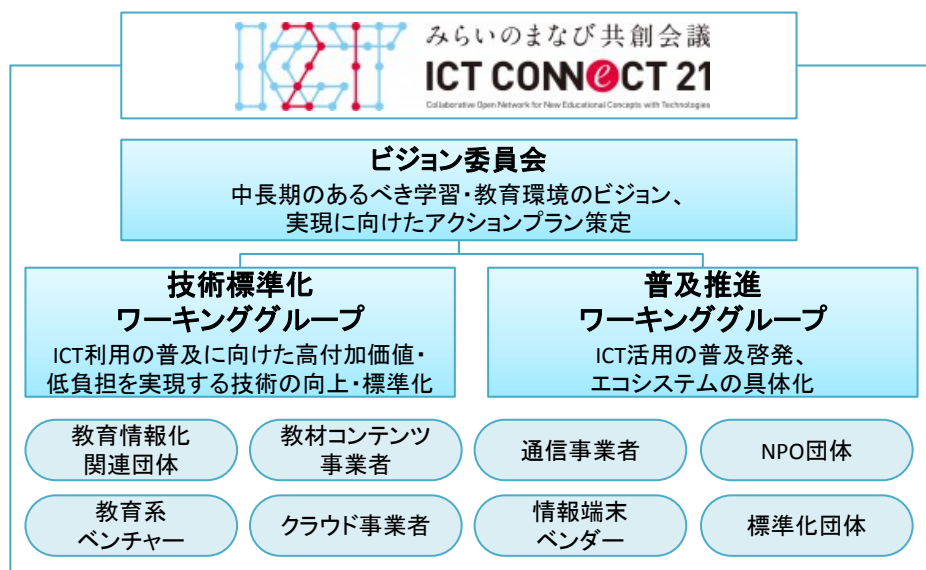 みらいのまなび共創会議
ICT CONNeCT 21
Collaborative Open Network for New Educational Concepts with Technologies
ビジョン委員会
中長期のあるべき学習・教育環境のビジョン、
実現に向けたアクションプラン策定
技術標準化
ワーキンググループ
ICT利用の普及に向けた高付加価値・
低負担を実現する技術の向上・標準化
普及推進
ワーキンググループ
ICT活用の普及啓発、
エコシステムの具体化
教育情報化
関連団体
教材コンテンツ
事業者
通信事業者
NPO団体
教育系
ベンチャー
クラウド事業者
情報端末
ベンダー
標準化団体